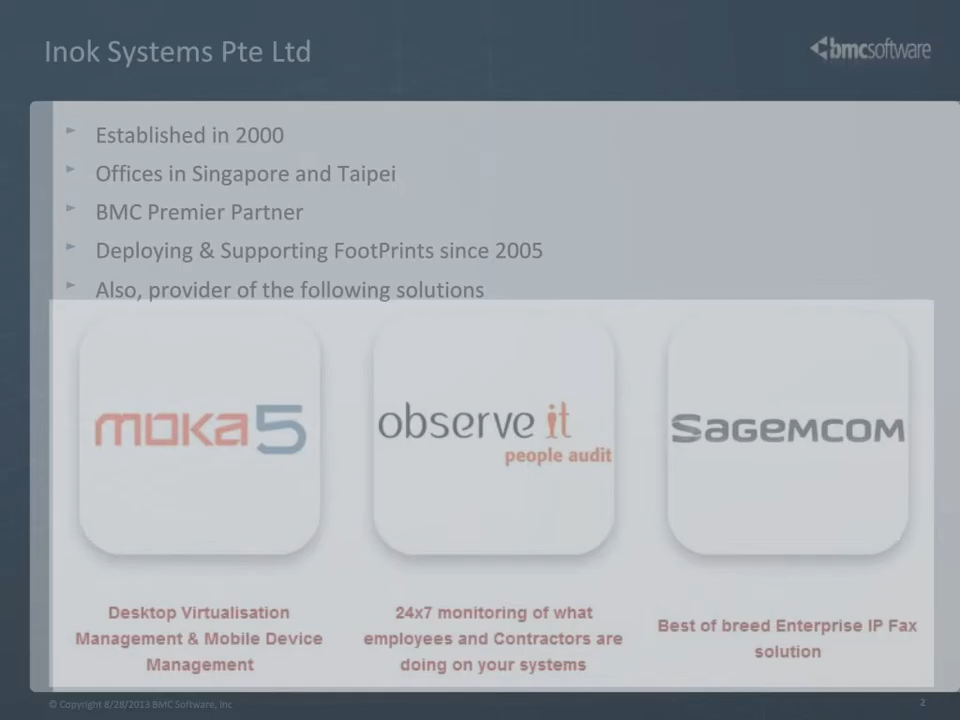 Inok Systems Pte Ltd
bmcsoftware
Established in 2000
Offices in Singapore and Taipei
BMC Premier Partner
Deploying & Supporting FootPrints since 2005
Also, provider of the following solutions
moka5
observe it
people audit
SAGEMCOM
Desktop Virtualisation
Management & Mobile Device
Management
24x7 monitoring of what
employees and Contractors are
doing on your systems
Best of breed Enterprise IP Fax
solution
© Copyright 8/28/2013 BMC Software, Inc
2